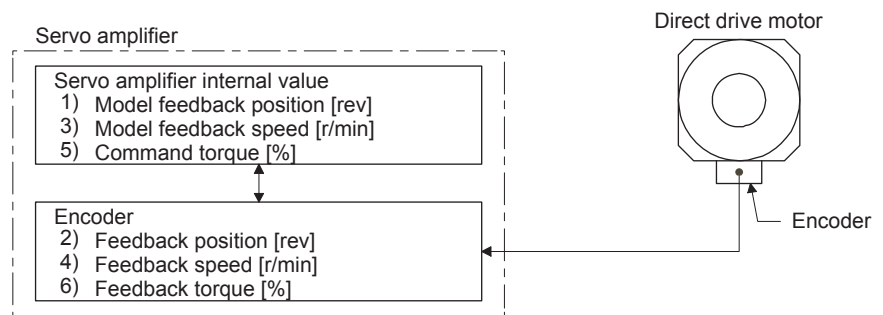 Direct drive motor
Servo amplifier
Servo amplifier internal value
1) Model feedback position [rev]
3) Model feedback speed [r/min]
5) Command torque [%]
Encoder
2) Feedback position [rev]
4) Feedback speed [r/min]
6) Feedback torque [%]
Encoder